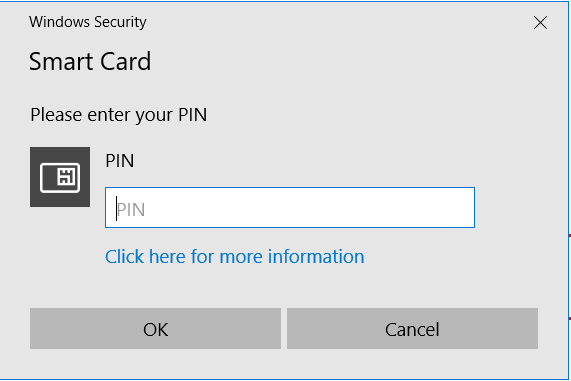 Windows Security
Smart Card
Please enter your PIN
PIN
PIN
Click here for more information
OK
Cancel